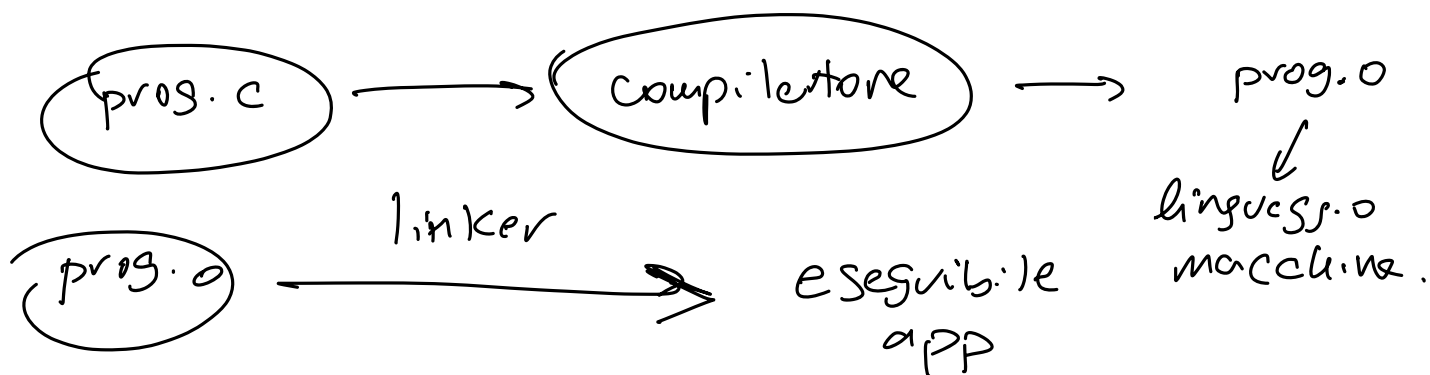 prog.c → compilatore → prog.o
linguaggio
macchina.
prog.o linker → eseguibile
app